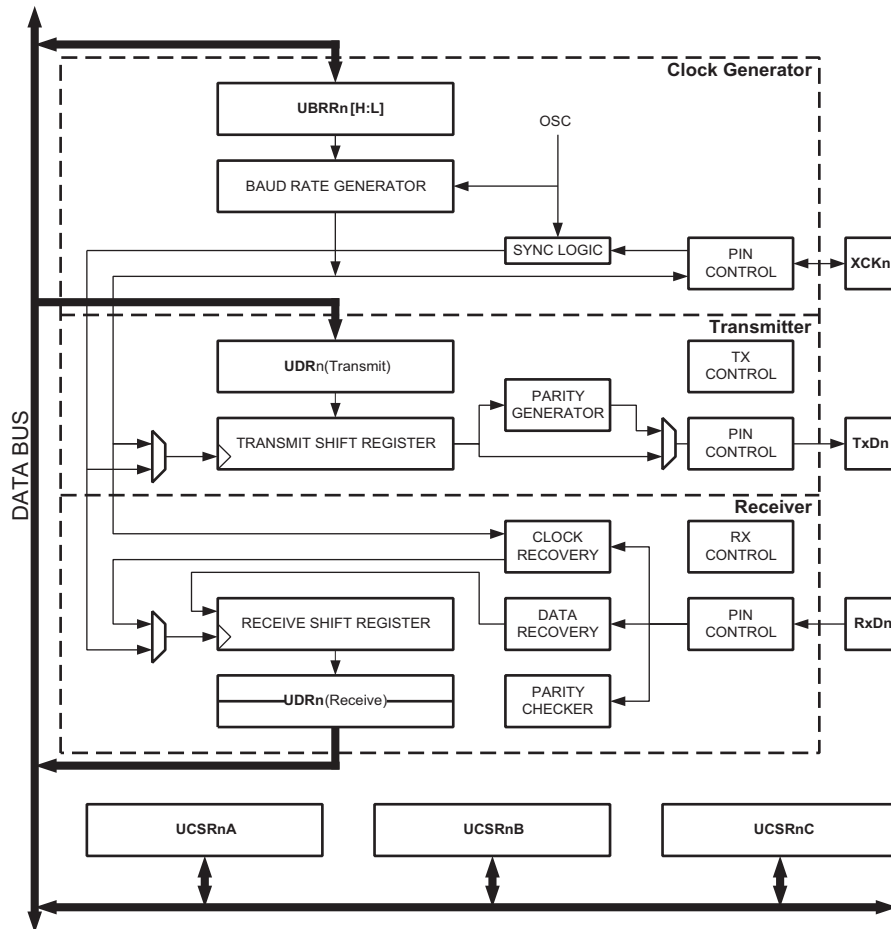 Clock Generator
UBRRn [H:L]
OSC
BAUD RATE GENERATOR
SYNC LOGIC
PIN
CONTROL
XCKn
Transmitter
UDRn(Transmit)
TX
CONTROL
PARITY
GENERATOR
TRANSMIT SHIFT REGISTER
PIN
CONTROL
TxDn
DATA BUS
Receiver
CLOCK
RECOVERY
RX
CONTROL
RECEIVE SHIFT REGISTER
DATA
RECOVERY
PIN
CONTROL
RxDn
UDRn(Receive)
PARITY
CHECKER
UCSRnA
UCSRnB
UCSRnC